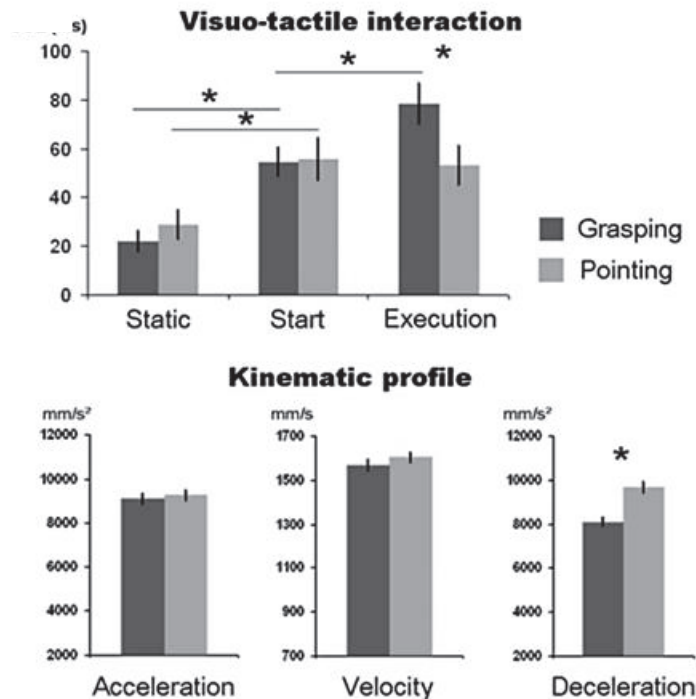 Visuo-tactile interaction
100
80
60
40
20
0
*
*
*
*
Static Start Execution
Grasping
Pointing
Kinematic profile
mm/s²
12000
10000
8000
6000
4000
2000
Acceleration
mm/s
1700
1500
1300
1100
900
700
Velocity
mm/s²
12000
10000
8000
6000
4000
2000
*
Deceleration